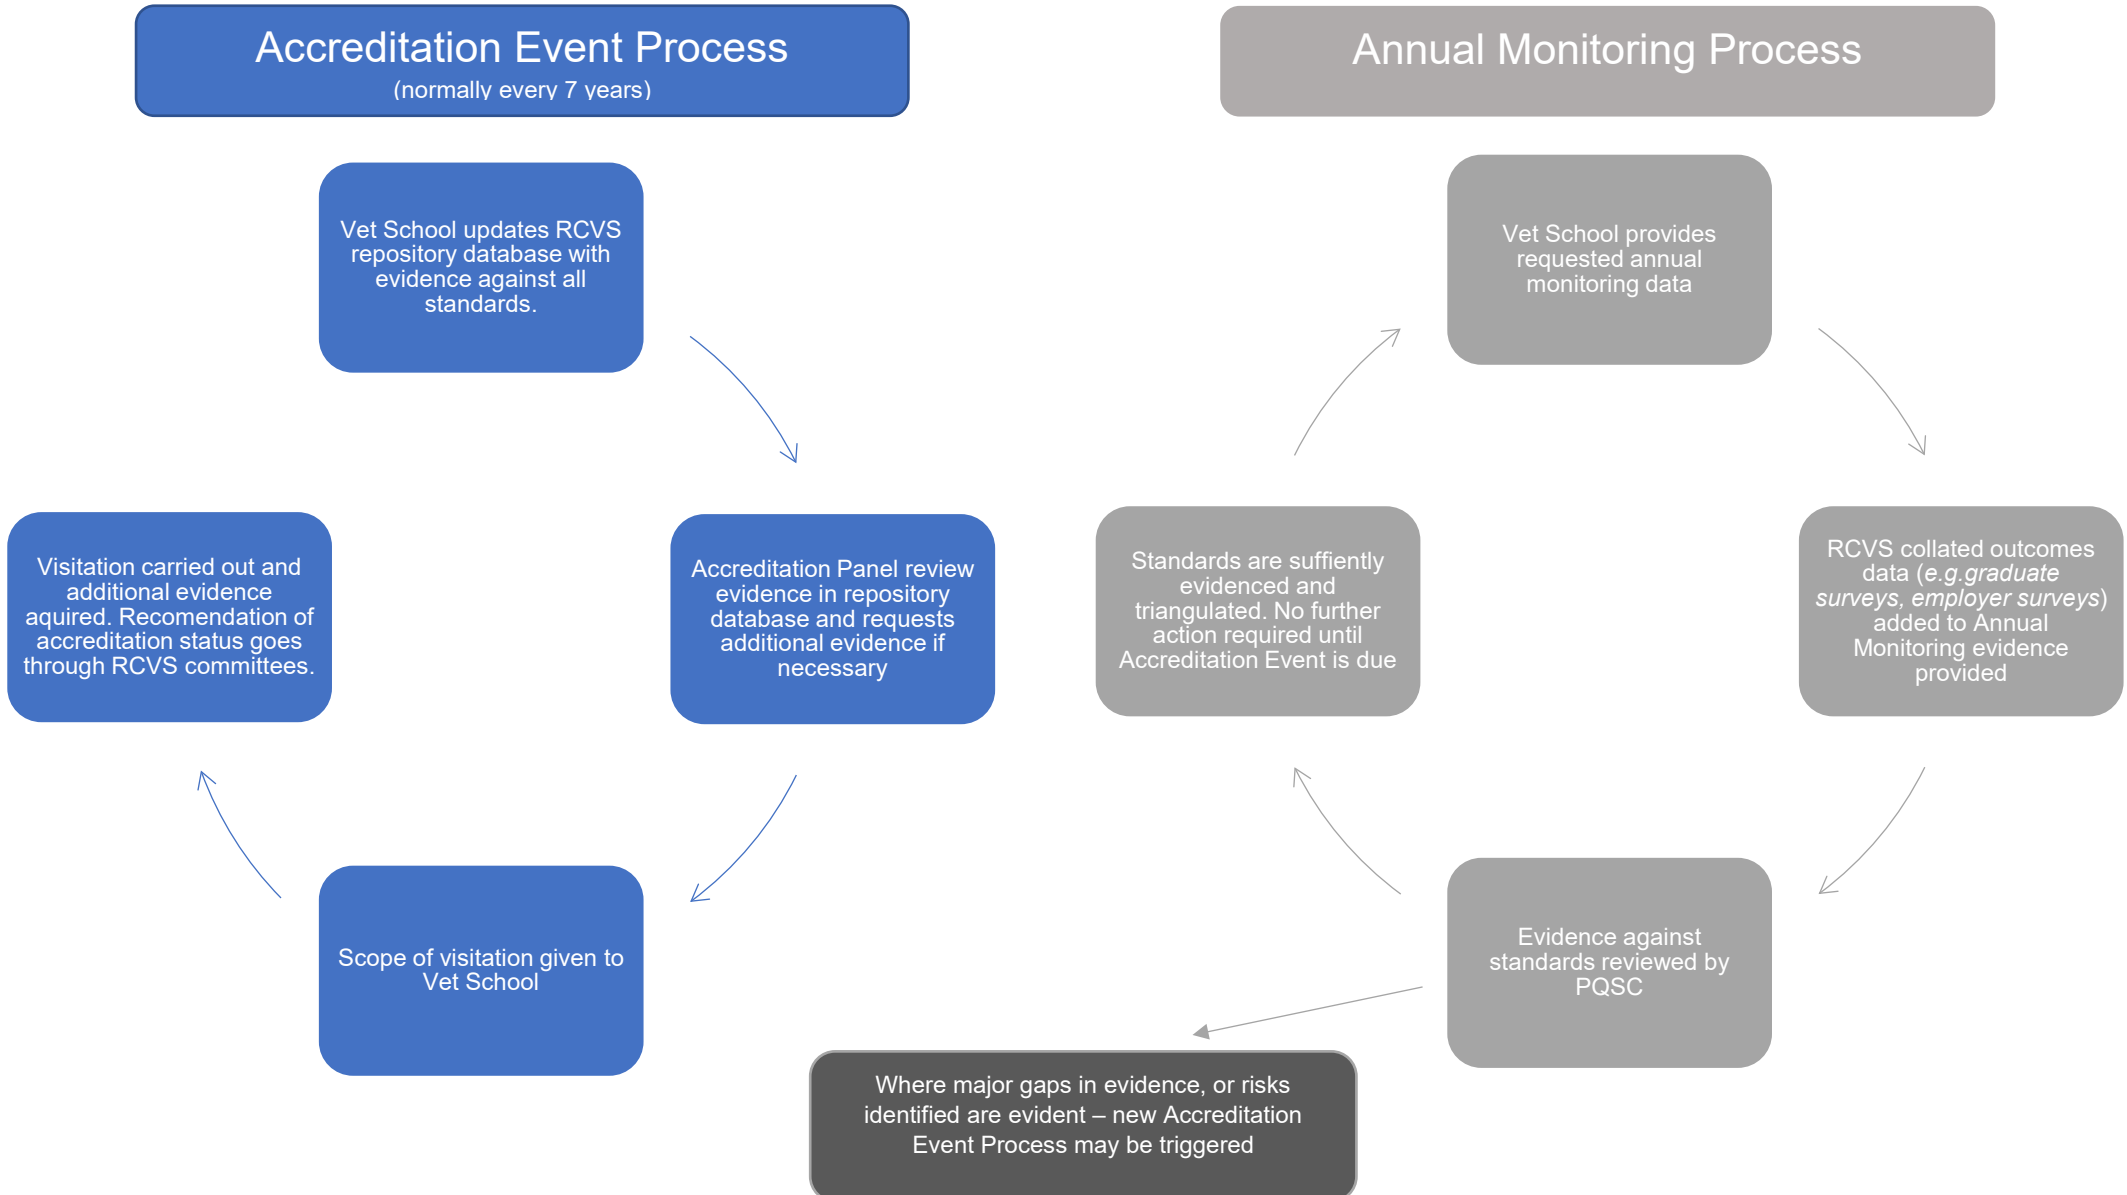 Accreditation Event Process
(normally every 7 years)
Vet School updates RCVS
repository database with
evidence against all
standards.
Accreditation Panel review
evidence in repository
database and requests
additional evidence if
necessary
Scope of visitation given to
Vet School
Visitation carried out and
additional evidence
aquired. Recomendation of
accreditation status goes
through RCVS committees.
Annual Monitoring Process
Vet School provides
requested annual
monitoring data
RCVS collated outcomes
data (e.g.graduate
surveys, employer surveys)
added to Annual
Monitoring evidence
provided
Evidence against
standards reviewed by
PQSC
Standards are suffiently
evidenced and
triangulated. No further
action required until
Accreditation Event is due
Where major gaps in evidence, or risks
identified are evident – new Accreditation
Event Process may be triggered